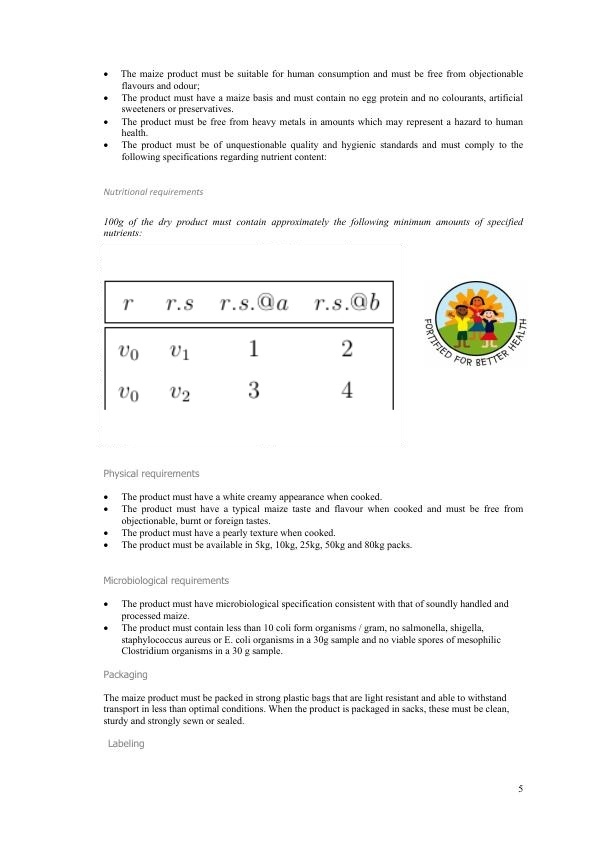 • The maize product must be suitable for human consumption and must be free from objectionable
flavours and odour;
• The product must have a maize basis and must contain no egg protein and no colourants, artificial
sweeteners or preservatives.
• The product must be free from heavy metals in amounts which may represent a hazard to human
health.
• The product must be of unquestionable quality and hygienic standards and must comply to the
following specifications regarding nutrient content:
Nutritional requirements
100g of the dry product must contain approximately the following minimum amounts of specified
nutrients:
r r.s r.s.@a r.s.@b
v0 v1 1 2
v0 v2 3 4
FORTIFIED FOR BETTER HEALTH
Physical requirements
• The product must have a white creamy appearance when cooked.
• The product must have a typical maize taste and flavour when cooked and must be free from
objectionable, burnt or foreign tastes.
• The product must have a pearly texture when cooked.
• The product must be available in 5kg, 10kg, 25kg, 50kg and 80kg packs.
Microbiological requirements
• The product must have microbiological specification consistent with that of soundly handled and
processed maize.
• The product must contain less than 10 coli form organisms / gram, no salmonella, shigella,
staphylococcus aureus or E. coli organisms in a 30g sample and no viable spores of mesophilic
Clostridium organisms in a 30 g sample.
Packaging
The maize product must be packed in strong plastic bags that are light resistant and able to withstand
transport in less than optimal conditions. When the product is packaged in sacks, these must be clean,
sturdy and strongly sewn or sealed.
Labeling
5